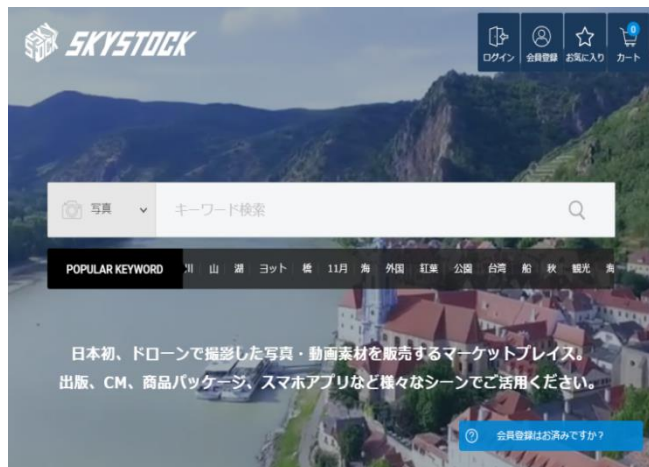 SKYSTOCK
ログイン
会員登録
お気に入り
カート
0
写真
キーワード検索
POPULAR KEYWORD 山 湖 ヨット 橋 11月 海 外国 紅葉 公園 台湾 船 秋 観光
日本初、ドローンで撮影した写真・動画素材を販売するマーケットプレイス。
出版、CM、商品パッケージ、スマホアプリなど様々なシーンでご活用ください。
会員登録はお済みですか？